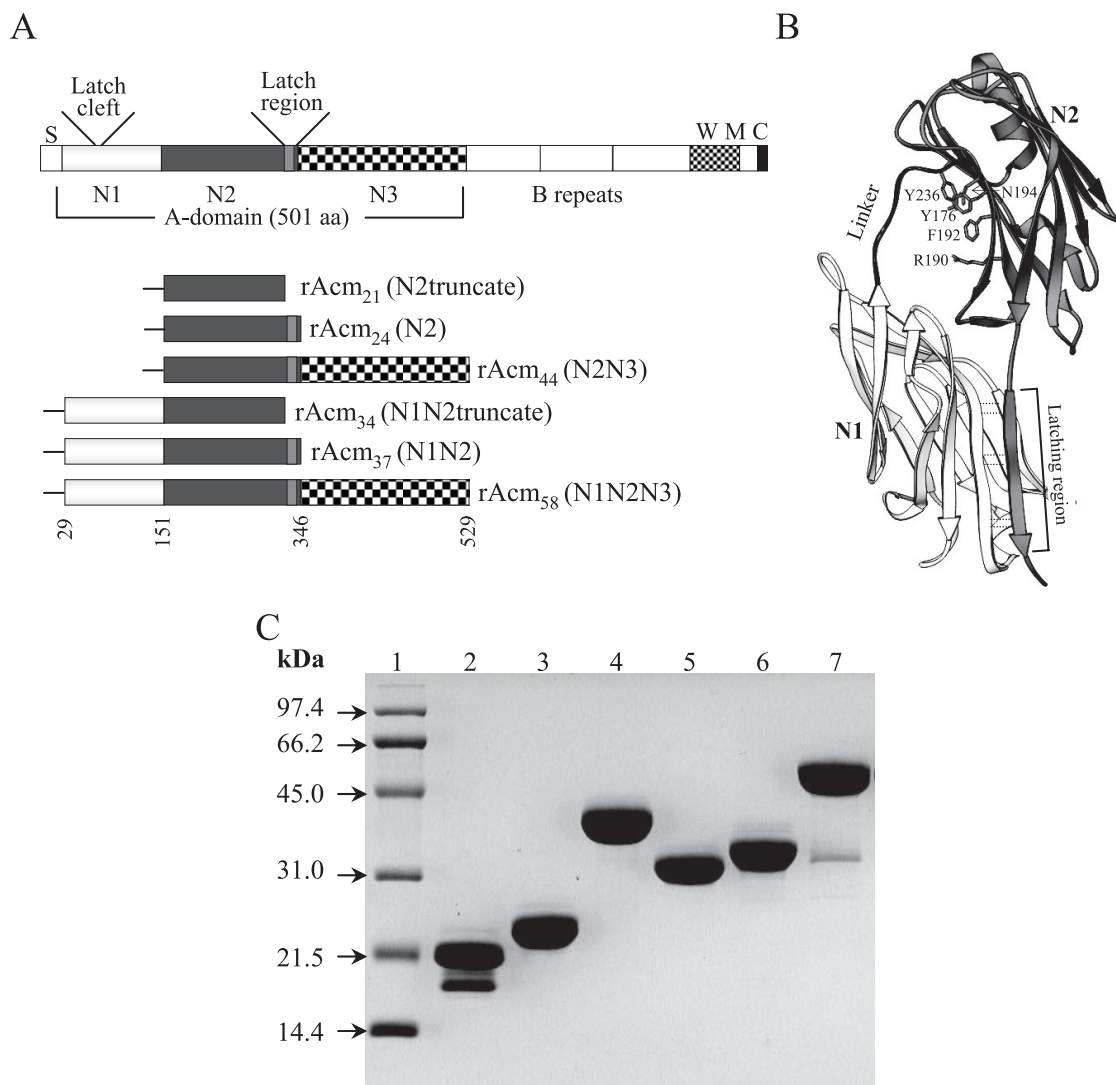 A
Latch cleft
Latch region
S
W M C
N1 N2 N3 B repeats
A-domain (501 aa)
rAcm21 (N2truncate)
rAcm24 (N2)
rAcm44 (N2N3)
rAcm34 (N1N2truncate)
rAcm37 (N1N2)
rAcm58 (N1N2N3)
29 151 346 529
B
N2
Y236 N194
Y176
F192
R190
Linker
N1
Latching region
C
kDa 1 2 3 4 5 6 7
97.4
66.2
45.0
31.0
21.5
14.4